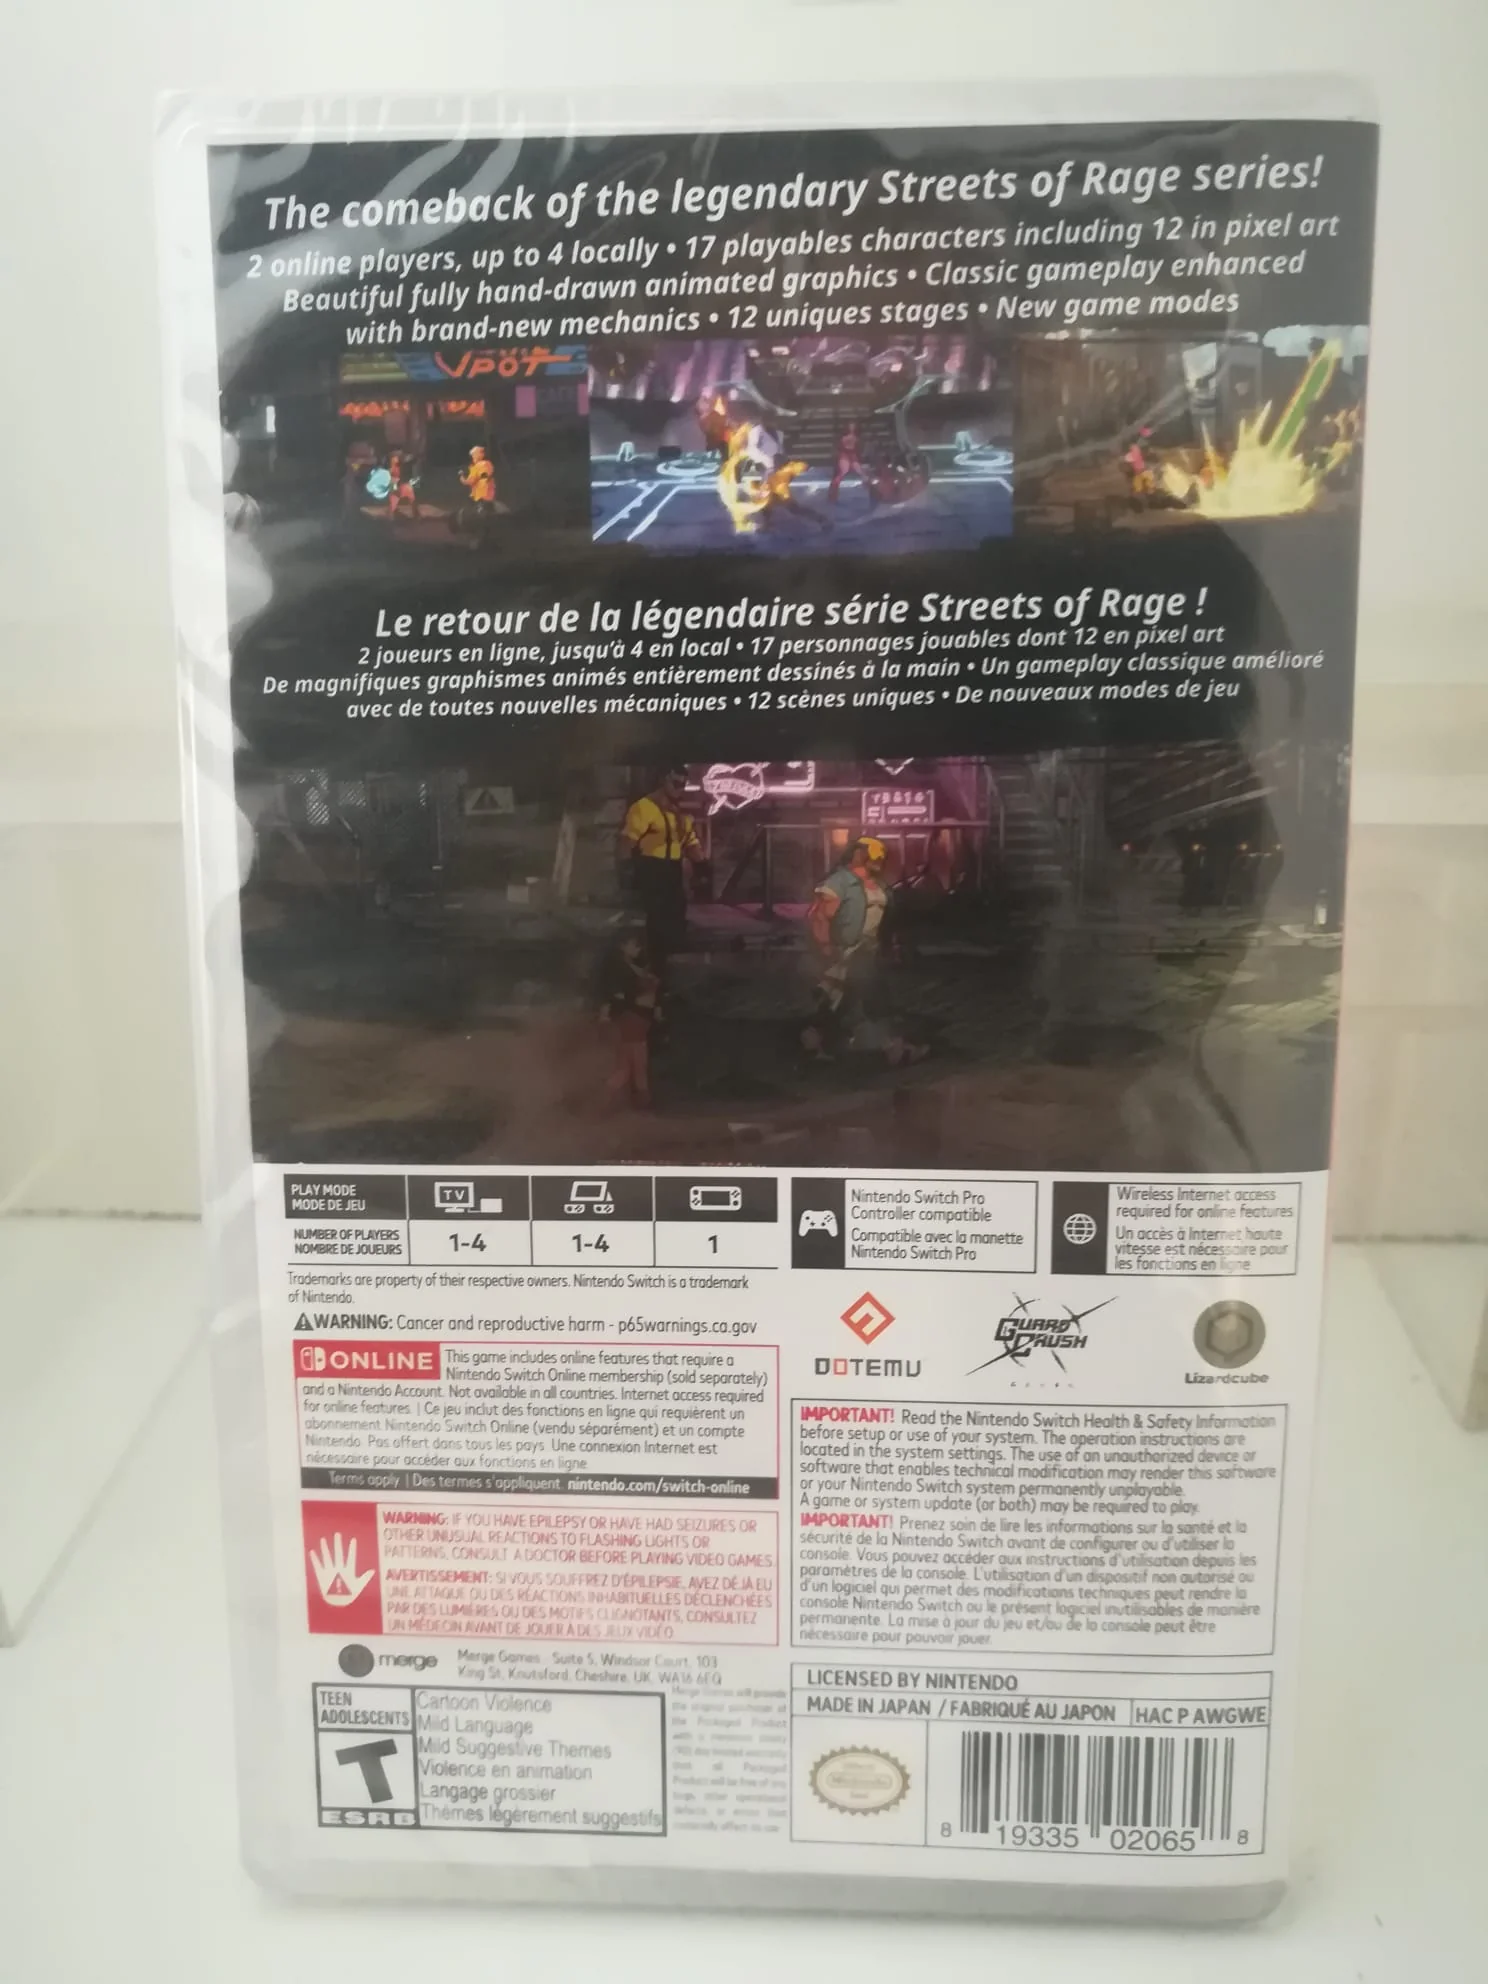 The comeback of the legendary Streets of Rage series!
2 online players, up to 4 locally • 17 playables characters including 12 in pixel art
Beautiful fully hand-drawn animated graphics • Classic gameplay enhanced
with brand-new mechanics • 12 uniques stages • New game modes
Le retour de la légendaire série Streets of Rage !
2 joueurs en ligne, jusqu'à 4 en local • 17 personnages jouables dont 12 en pixel art
De magnifiques graphismes animés entièrement dessinés à la main • Un gameplay classique amélioré
avec de toutes nouvelles mécaniques • 12 scènes uniques • De nouveaux modes de jeu
PLAY MODE
MODE DE JEU
TV
NUMBER OF PLAYERS
NOMBRE DE JOUEURS
1-4
1-4
1
Nintendo Switch Pro
Controller compatible
Compatible avec la manette
Nintendo Switch Pro
Wireless Internet access
required for online features
Un accès à Internet haute
vitesse est nécessaire pour
les fonctions en ligne
Trademarks are property of their respective owners. Nintendo Switch is a trademark
of Nintendo.
WARNING: Cancer and reproductive harm - p65warnings.ca.gov
DOTEMU
GUARD
CRUSH
Lizardcube
ONLINE
This game includes online features that require a
Nintendo Switch Online membership (sold separately)
and a Nintendo Account. Not available in all countries. Internet access required
for online features. | Ce jeu inclut des fonctions en ligne qui requièrent un
abonnement Nintendo Switch Online (vendu séparément) et un compte
Nintendo. Pas offert dans tous les pays. Une connexion Internet est
nécessaire pour accéder aux fonctions en ligne.
Terms apply. | Des termes s'appliquent. nintendo.com/switch-online
WARNING: IF YOU HAVE EPILEPSY OR HAVE HAD SEIZURES OR
OTHER UNUSUAL REACTIONS TO FLASHING LIGHTS OR
PATTERNS, CONSULT A DOCTOR BEFORE PLAYING VIDEO GAMES.
AVERTISSEMENT: SI VOUS SOUFFREZ D'ÉPILEPSIE, AVEZ DÉJÀ EU
UNE ATTAQUE OU DES RÉACTIONS INHABITUELLES DÉCLENCHÉES
PAR DES LUMIÈRES OU DES MOTIFS CLIGNOTANTS, CONSULTEZ
UN MÉDECIN AVANT DE JOUER À DES JEUX VIDÉO
IMPORTANT! Read the Nintendo Switch Health & Safety Information
before setup or use of your system. The operation instructions are
located in the system settings. The use of an unauthorized device or
software that enables technical modification may render this software
or your Nintendo Switch system permanently unplayable.
A game or system update (or both) may be required to play.
IMPORTANT! Prenez soin de lire les informations sur la santé et la
sécurité de la Nintendo Switch avant de configurer ou d'utiliser la
console. Vous pouvez accéder aux instructions d'utilisation depuis les
paramètres de la console. L'utilisation d'un dispositif non autorisé ou
d'un logiciel qui permet des modifications techniques peut rendre la
console Nintendo Switch ou le présent logiciel inutilisables de manière
permanente. La mise à jour du jeu et/ou de la console peut être
nécessaire pour pouvoir jouer.
merge
Merge Games. Suite 5, Windsor Court, 103
King St, Knutsford, Cheshire, UK, WA16 6EQ
TEEN
ADOLESCENTS
T
ESRB
Cartoon Violence
Mild Language
Mild Suggestive Themes
Violence en animation
Langage grossier
Thèmes légèrement suggestifs
LICENSED BY NINTENDO
MADE IN JAPAN / FABRIQUÉ AU JAPON
HAC P AWGWE
8 19335 02065 8